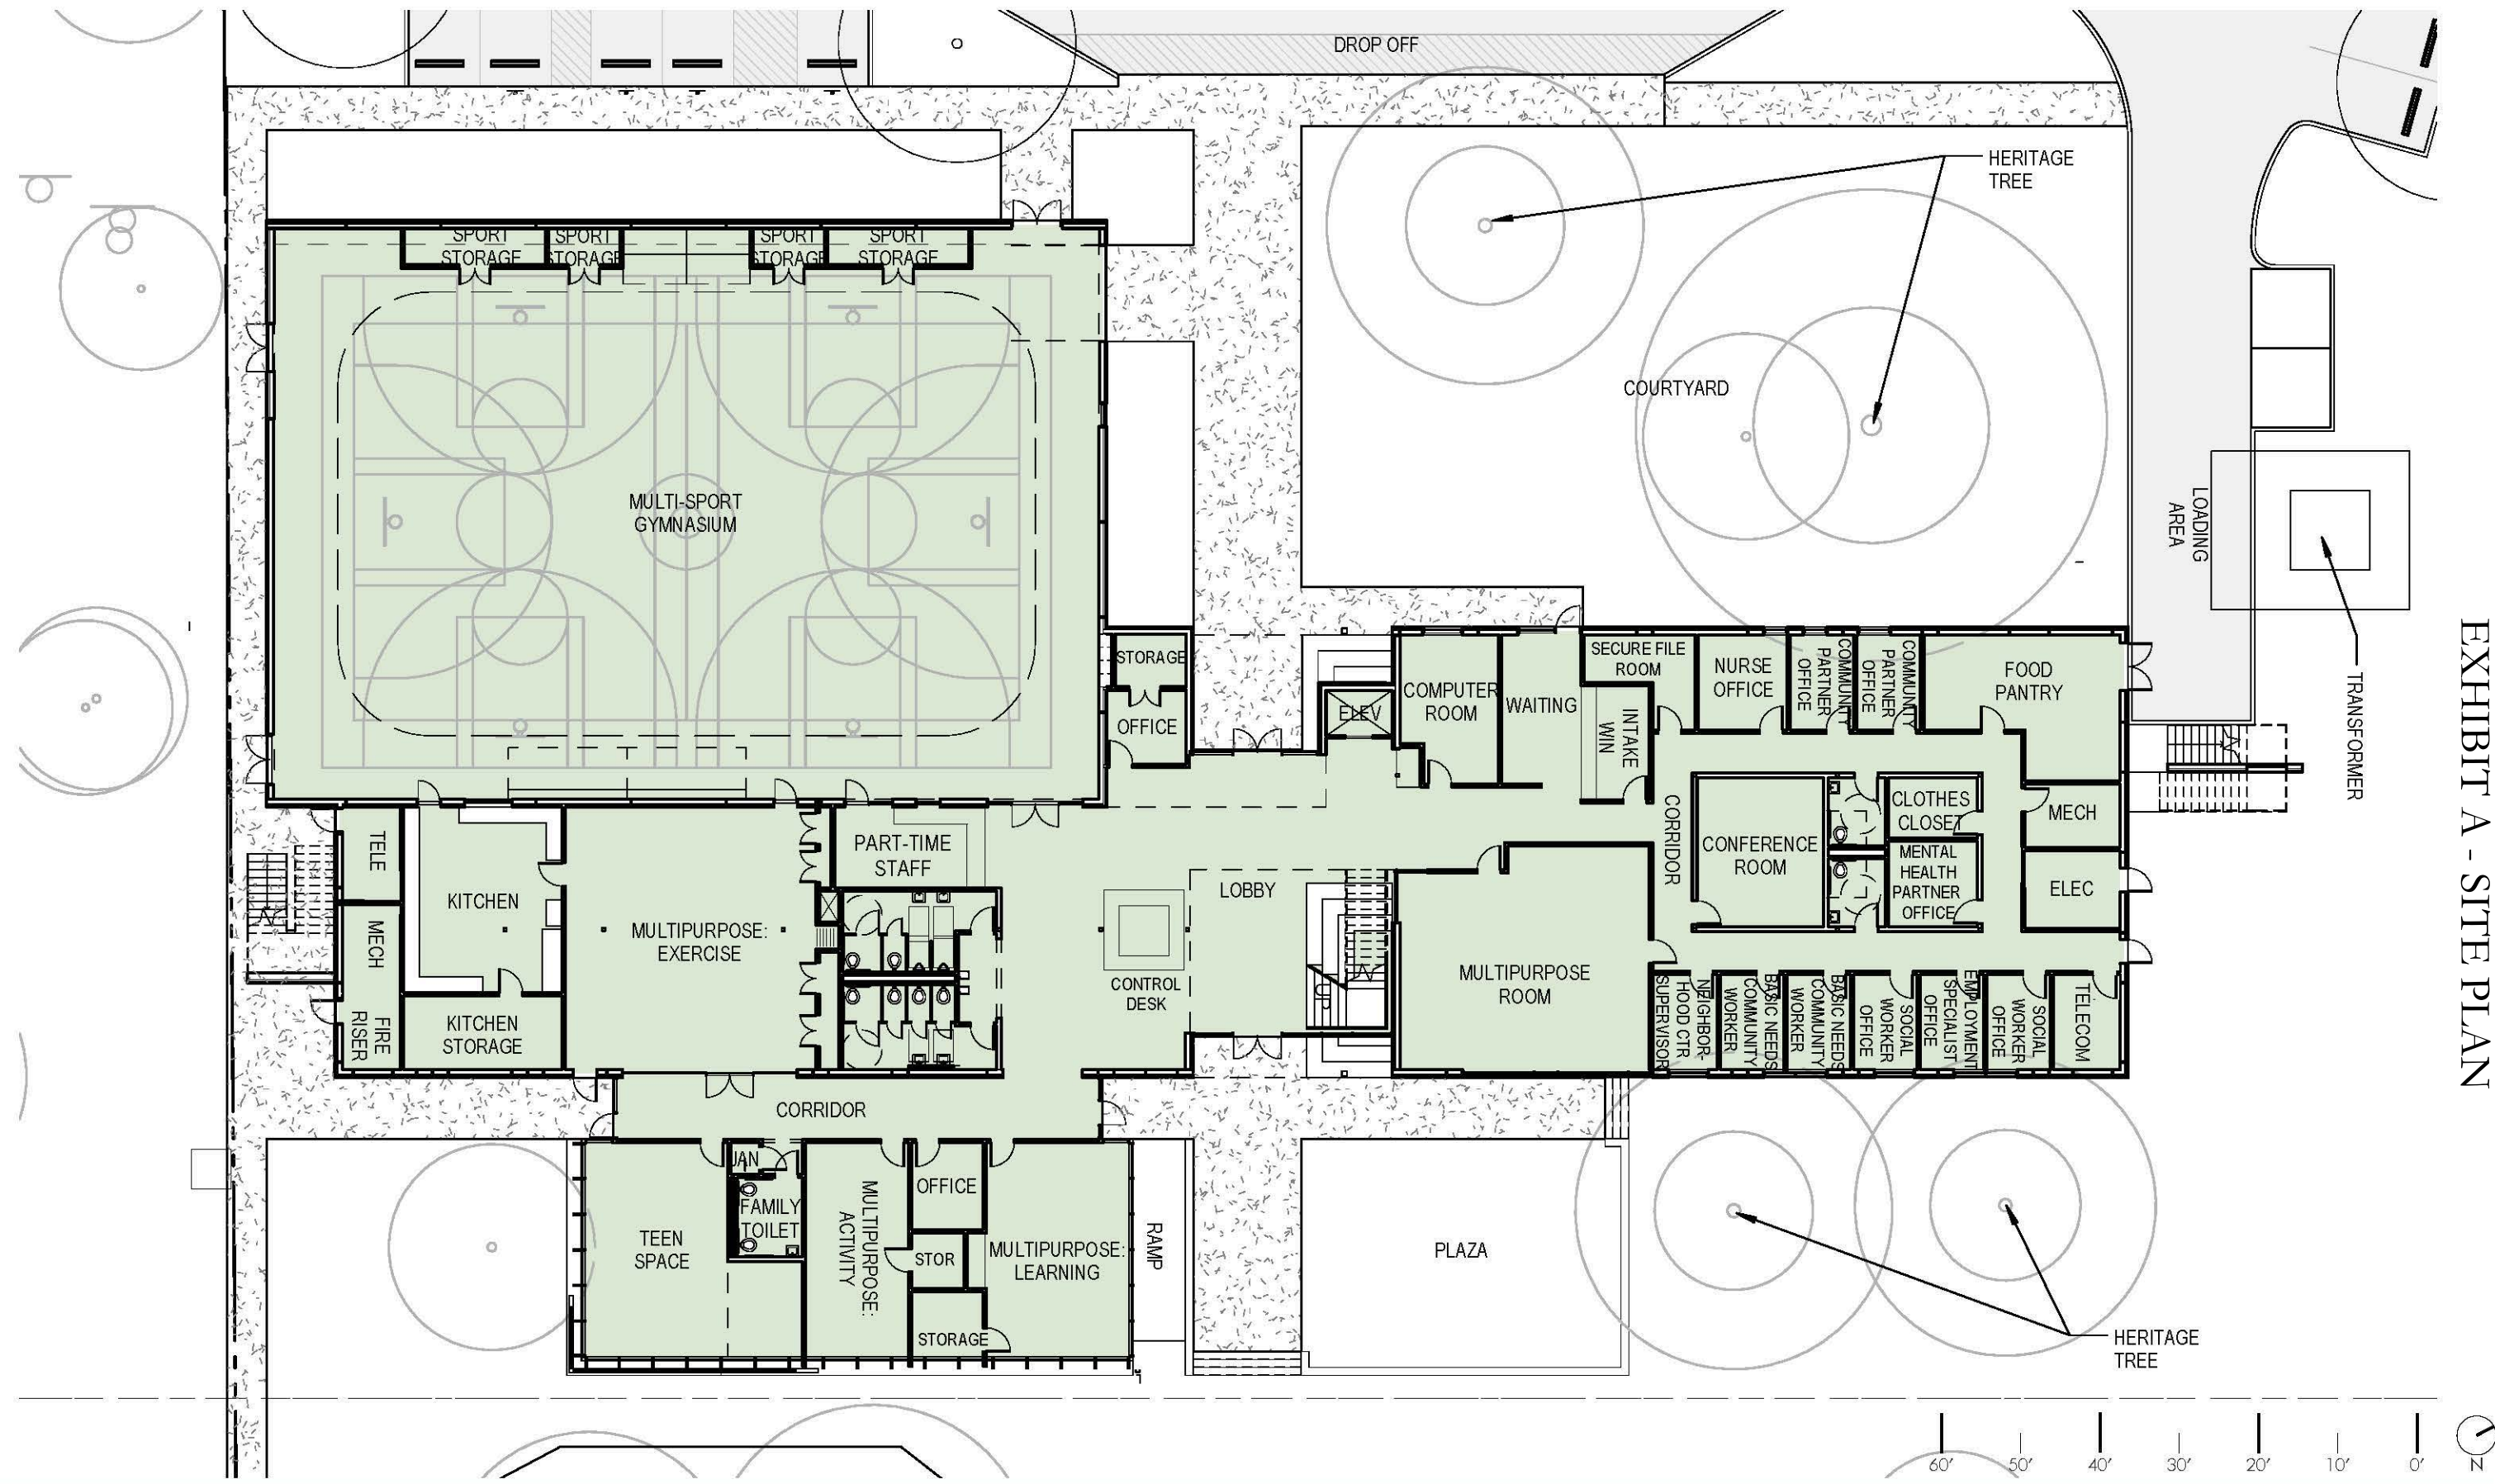 DROP OFF
HERITAGE
TREE
SPORT
STORAGE
SPORT
STORAGE
SPORT
STORAGE
SPORT
STORAGE
COURTYARD
MULTI-SPORT
GYMNASIUM
LOADING
AREA
TRANSFORMER
EXHIBIT A - SITE PLAN
STORAGE
OFFICE
ELEV
COMPUTER
ROOM
WAITING
SECURE FILE
ROOM
INTAKE
WIN
NURSE
OFFICE
COMMUNITY
PARTNER
OFFICE
COMMUNITY
PARTNER
OFFICE
FOOD
PANTRY
TELE
KITCHEN
MECH
FIRE
RISER
KITCHEN
STORAGE
MULTIPURPOSE:
EXERCISE
PART-TIME
STAFF
LOBBY
CONTROL
DESK
UP
MULTIPURPOSE
ROOM
CORRIDOR
CONFERENCE
ROOM
CLOTHES
CLOSET
MENTAL
HEALTH
PARTNER
OFFICE
MECH
ELEC
NEIGHBOR-
HOOD CTR
SUPERVISOR
BASIC NEEDS
COMMUNITY
WORKER
BASIC NEEDS
COMMUNITY
WORKER
SOCIAL
WORKER
OFFICE
EMPLOYMENT
SPECIALIST
OFFICE
SOCIAL
WORKER
OFFICE
TELECOM
CORRIDOR
TEEN
SPACE
JAN
FAMILY
TOILET
MULTIPURPOSE:
ACTIVITY
OFFICE
STOR
STORAGE
MULTIPURPOSE:
LEARNING
RAMP
PLAZA
HERITAGE
TREE
60' 50' 40' 30' 20' 10' 0'
N